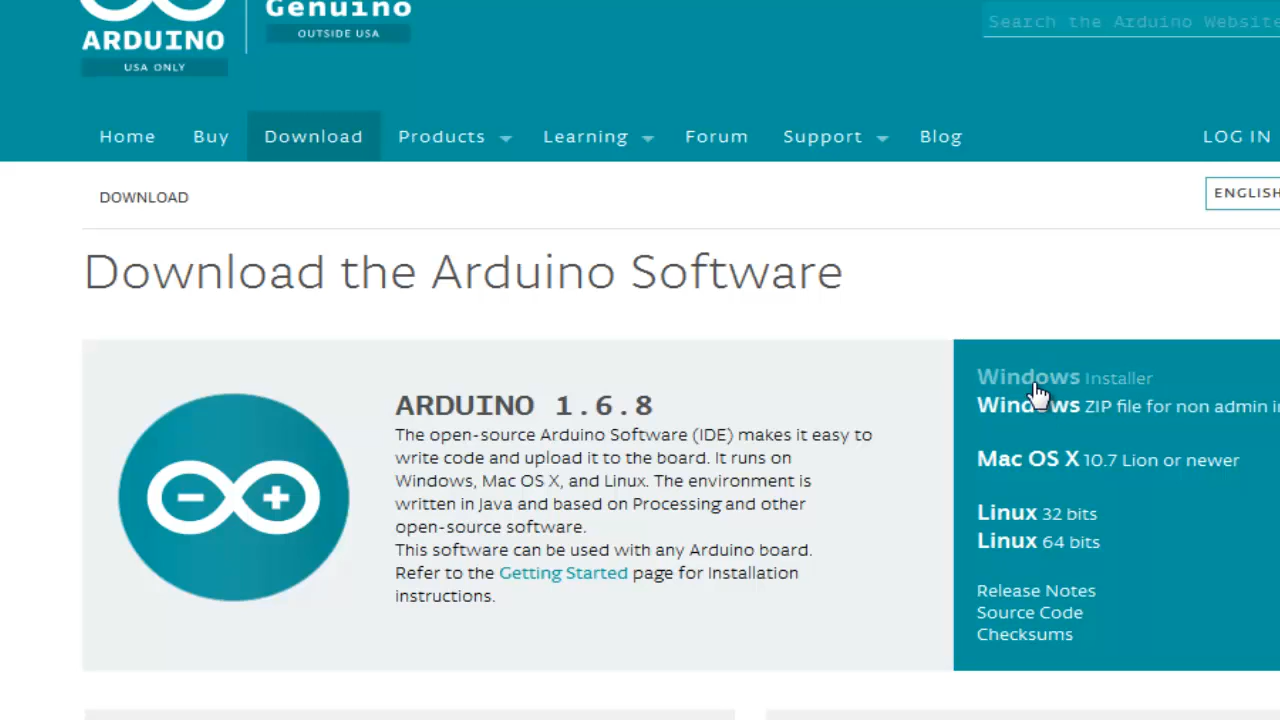 Genuino
OUTSIDE USA
ARDUINO
USA ONLY
Search the Arduino Website
Home Buy Download Products Learning Forum Support Blog LOG IN
DOWNLOAD
ENGLISH
Download the Arduino Software
ARDUINO 1.6.8
The open-source Arduino Software (IDE) makes it easy to
write code and upload it to the board. It runs on
Windows, Mac OS X, and Linux. The environment is
written in Java and based on Processing and other
open-source software.
This software can be used with any Arduino board.
Refer to the Getting Started page for Installation
instructions.
Windows Installer
Windows ZIP file for non admin
Mac OS X 10.7 Lion or newer
Linux 32 bits
Linux 64 bits
Release Notes
Source Code
Checksums